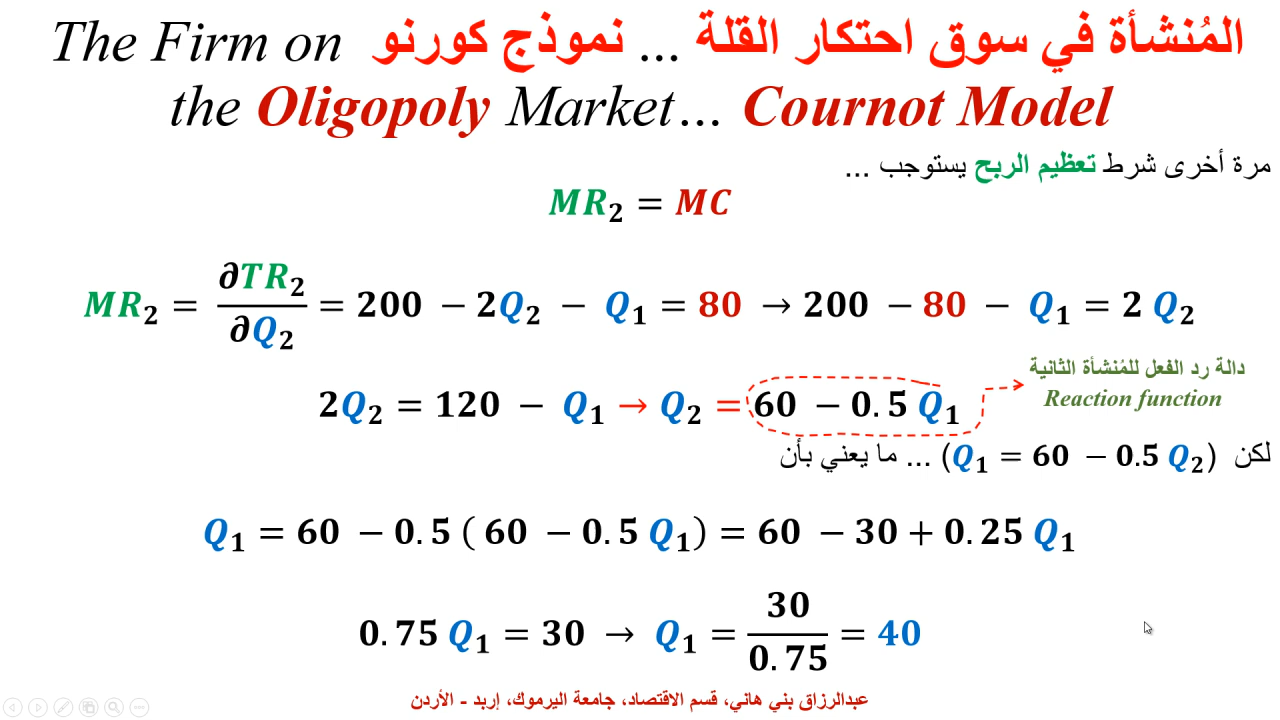 The Firm on المُنشأة في سوق احتكار القلة ... نموذج كورنو
the Oligopoly Market… Cournot Model
مرة أخرى شرط تعظيم الربح يستوجب ...
MR₂ = MC
MR₂ = ∂TR₂/∂Q₂ = 200 − 2Q₂ − Q₁ = 80 → 200 − 80 − Q₁ = 2 Q₂
دالة رد الفعل للمُنشأة الثانية
Reaction function
2Q₂ = 120 − Q₁ → Q₂ = 60 − 0.5 Q₁
لكن (Q₁ = 60 − 0.5 Q₂) ... ما يعني بأن
Q₁ = 60 − 0.5 ( 60 − 0.5 Q₁) = 60 − 30 + 0.25 Q₁
0.75 Q₁ = 30 → Q₁ = 30/0.75 = 40
عبدالرزاق بني هاني، قسم الاقتصاد، جامعة اليرموك، إربد - الأردن